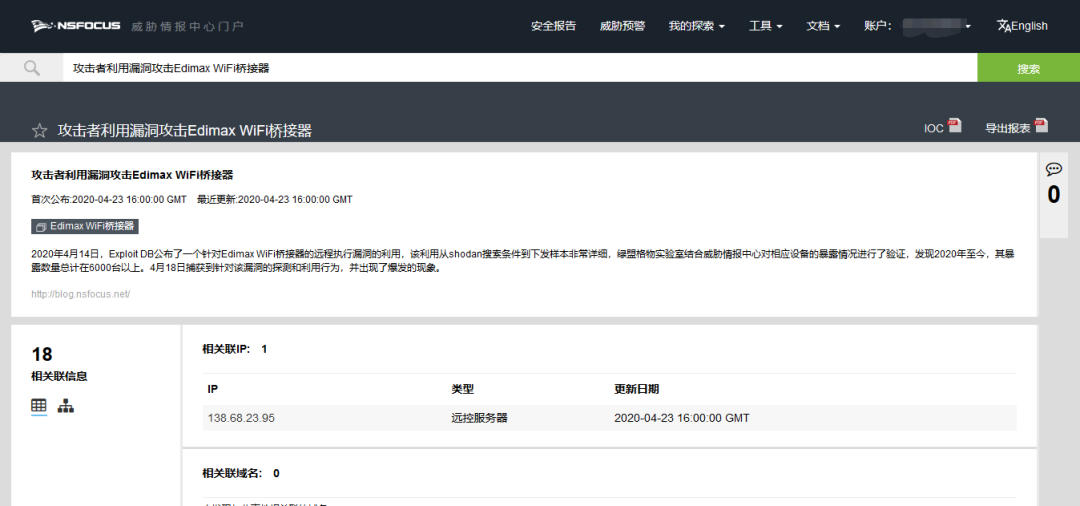 NSFOCUS 威胁情报中心门户 安全报告 威胁预警 我的探索 工具 文档 账户： English
攻击者利用漏洞攻击Edimax WiFi桥接器 搜索
攻击者利用漏洞攻击Edimax WiFi桥接器 IOC 导出报表
攻击者利用漏洞攻击Edimax WiFi桥接器
首次公布:2020-04-23 16:00:00 GMT 最近更新:2020-04-23 16:00:00 GMT
0
Edimax WiFi桥接器
2020年4月14日，Exploit DB公布了一个针对Edimax WiFi桥接器的远程执行漏洞的利用，该利用从shodan搜索条件到下发样本非常详细，绿盟格物实验室结合威胁情报中心对相应设备的暴露情况进行了验证，发现2020年至今，其暴
露数量总计在6000台以上。4月18日捕获到针对该漏洞的探测和利用行为，并出现了爆发的现象。
http://blog.nsfocus.net/
18
相关联信息
相关联IP: 1
IP 类型 更新日期
138.68.23.95 远控服务器 2020-04-23 16:00:00 GMT
相关联域名: 0